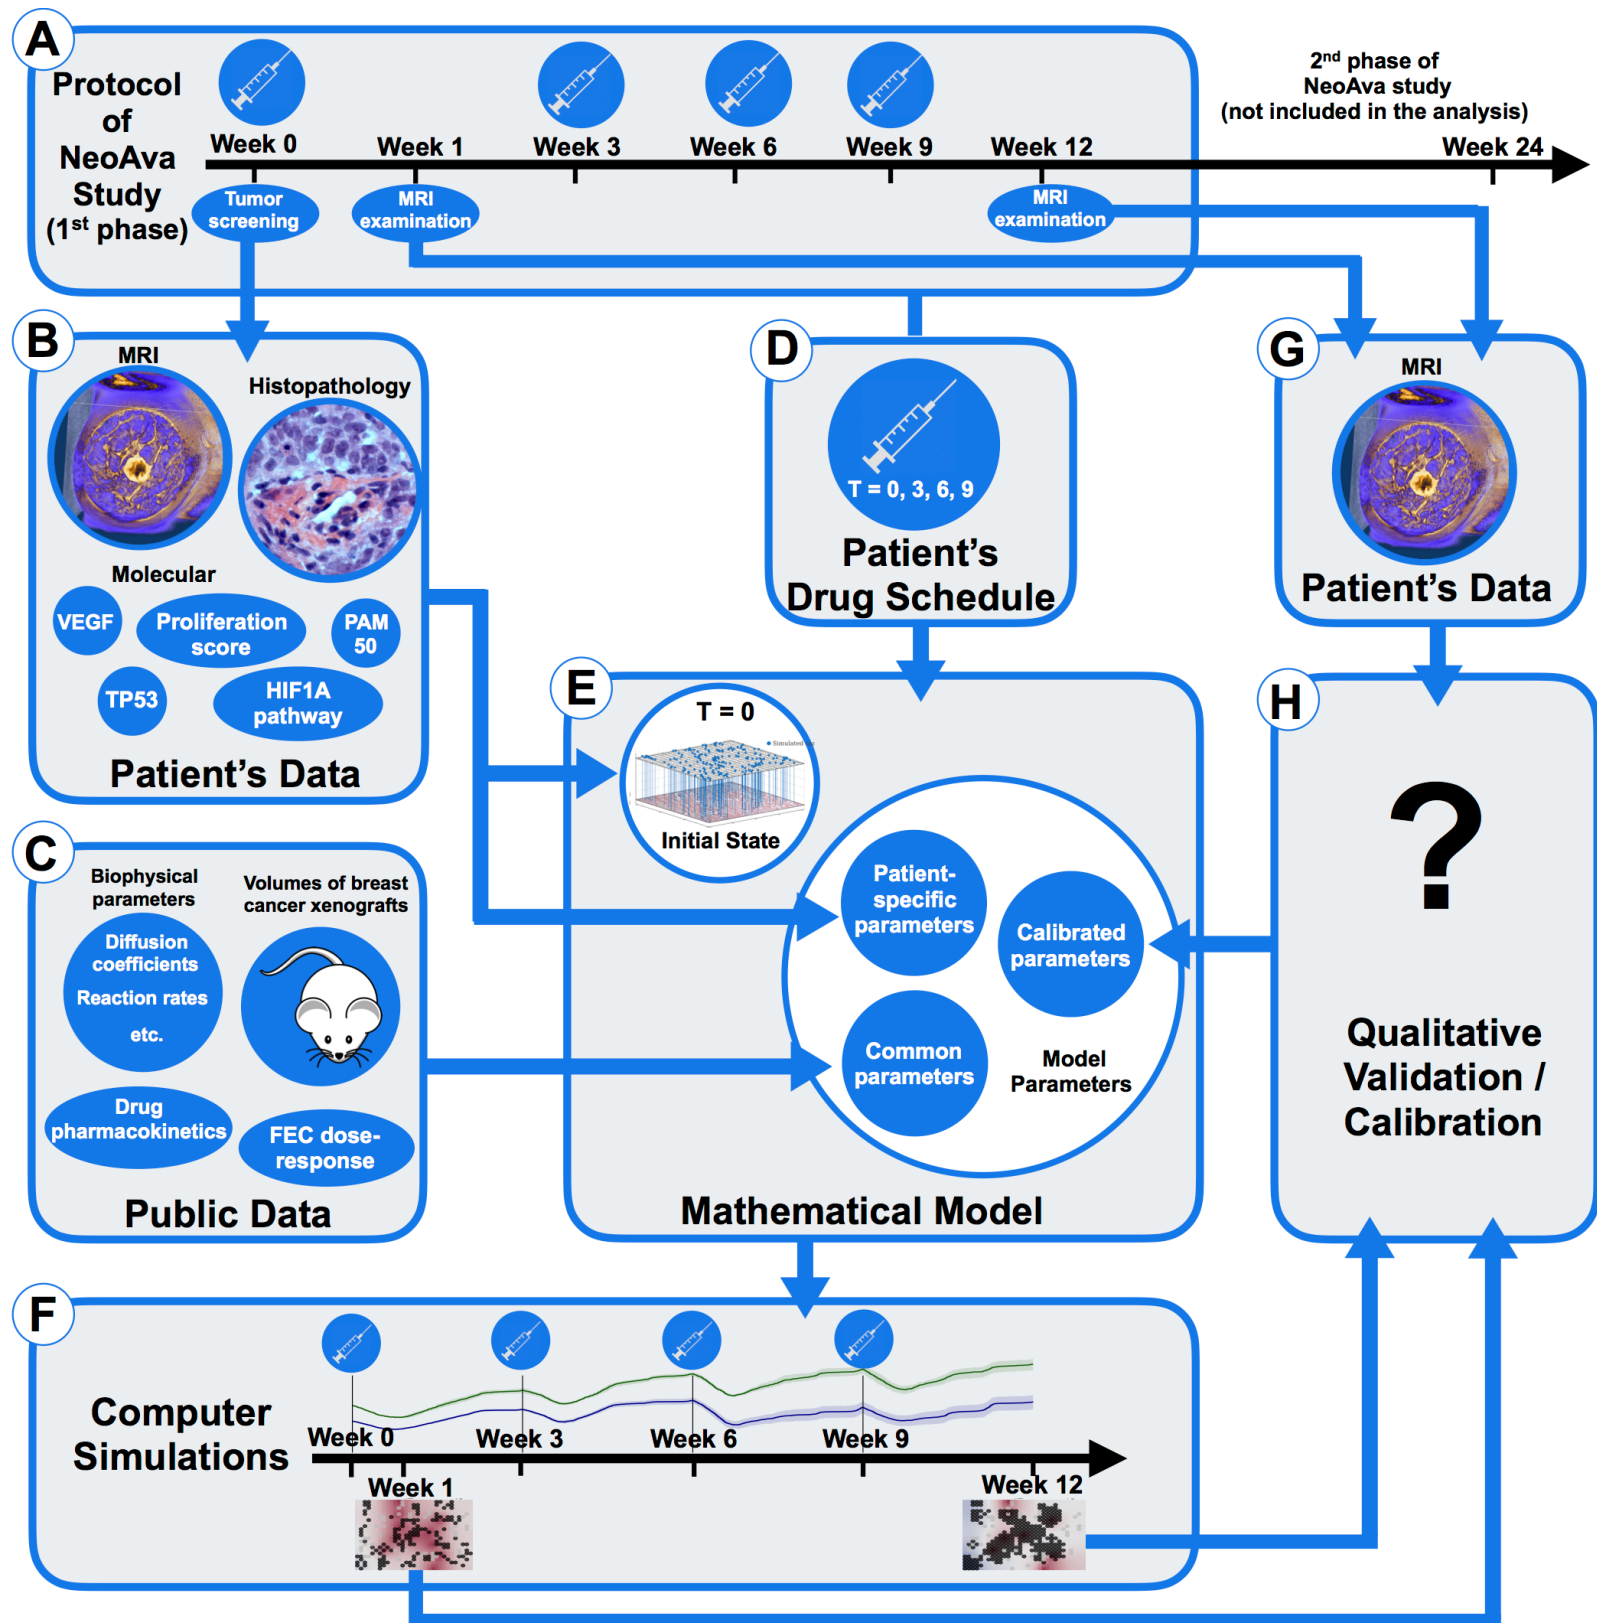 A
Protocol
of
NeoAva
Study
(1st phase)
Week 0
Week 1
Week 3
Week 6
Week 9
Week 12
2nd phase of
NeoAva study
(not included in the analysis)
Week 24
Tumor
screening
MRI
examination
MRI
examination
B
MRI
Histopathology
Molecular
VEGF
Proliferation
score
PAM
50
TP53
HIF1A
pathway
Patient's Data
C
Biophysical
parameters
Diffusion
coefficients
Reaction rates
etc.
Volumes of breast
cancer xenografts
Drug
pharmacokinetics
FEC dose-
response
Public Data
D
T = 0, 3, 6, 9
Patient's
Drug Schedule
E
T = 0
Simulated
Initial State
Patient-
specific
parameters
Calibrated
parameters
Common
parameters
Model
Parameters
Mathematical Model
F
Computer
Simulations
Week 0
Week 3
Week 6
Week 9
Week 1
Week 12
G
MRI
Patient's Data
H
?
Qualitative
Validation /
Calibration